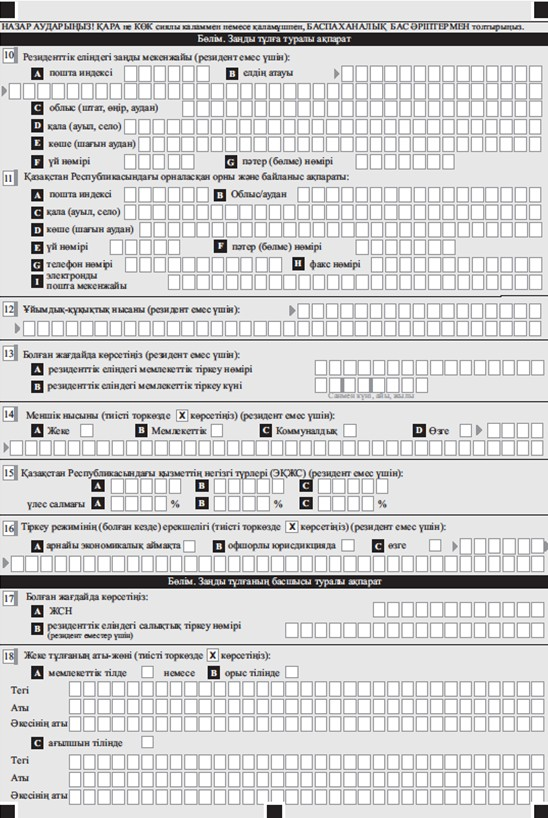 НАЗАР АУДАРЫҢЫЗ! ҚАРА не КӨК сиялы қаламмен немесе қаламұшпен, БАСПАХАНАЛЫҚ БАС ӘРІПТЕРМЕН толтырыңыз.
Бөлім. Заңды тұлға туралы ақпарат
10 Резиденттік еліндегі заңды мекенжайы (резидент емес үшін):
A пошта индексі B елдің атауы
C облыс (штат, өңір, аудан)
D қала (ауыл, село)
E көше (шағын аудан)
F үй нөмірі G пәтер (бөлме) нөмірі
11 Қазақстан Республикасындағы орналасқан орны және байланыс ақпараты:
A пошта индексі B Облыс/аудан
C қала (ауыл, село)
D көше (шағын аудан)
E үй нөмірі F пәтер (бөлме) нөмірі
G телефон нөмірі H факс нөмірі
I электронды
пошта мекенжайы
12 Ұйымдық-құқықтық нысаны (резидент емес үшін):
13 Болған жағдайда көрсетіңіз (резидент емес үшін):
A резиденттік еліндегі мемлекеттік тіркеу нөмірі
B резиденттік еліндегі мемлекеттік тіркеу күні
14 Меншік нысыны (тиісті торкөзде X көрсетіңіз) (резидент емес үшін):
A Жеке B Мемлекеттік C Коммуналдық D Өзге
15 Қазақстан Республикасындағы қызметтің негізгі түрлері (ЭҚЖС) (резидент емес үшін):
A B C
үлес салмағы A % B % C %
16 Тіркеу режимінің (болған кезде) ерекшелігі (тиісті торкөзде X көрсетіңіз) (резидент емес үшін):
A арнайы экономикалық аймақта B офшорлы юрисдикцияда C өзге
Бөлім. Заңды тұлғаның басшысы туралы ақпарат
17 Болған жағдайда көрсетіңіз:
A ЖСН
B резиденттік еліндегі салықтық тіркеу нөмірі
(резидент еместер үшін)
18 Жеке тұлғаның аты-жөні (тиісті торкөзде X көрсетіңіз):
A мемлекеттік тілде немесе B орыс тілінде
Тегі
Аты
Әкесінің аты
C ағылшын тілінде
Тегі
Аты
Әкесінің аты